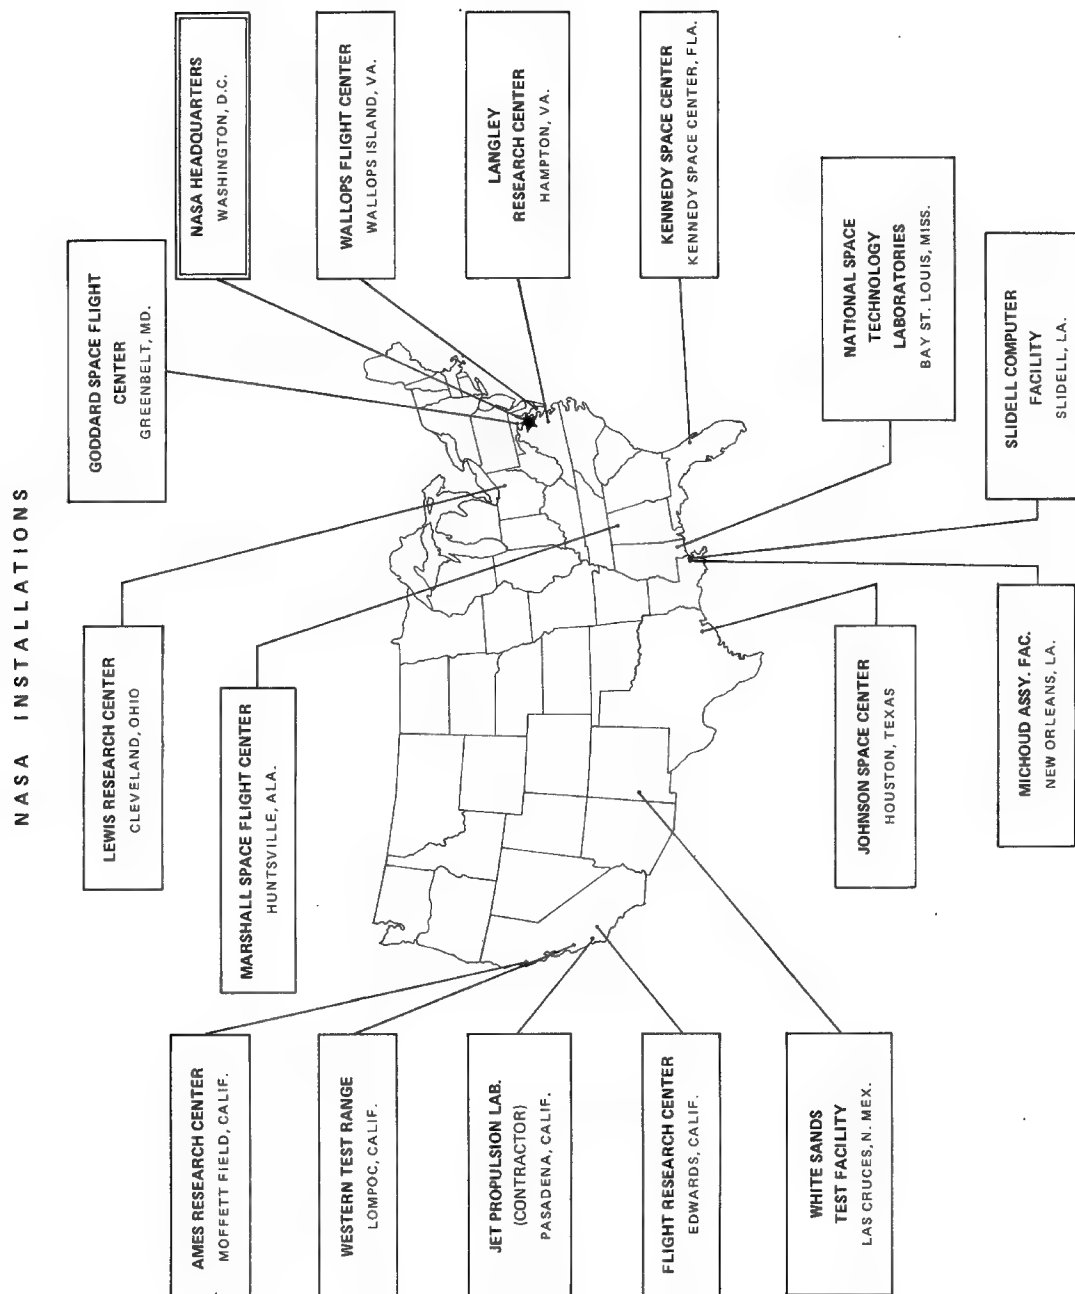 NASA INSTALLATIONS
LEWIS RESEARCH CENTER
CLEVELAND, OHIO
GODDARD SPACE FLIGHT
CENTER
GREENBELT, MD.
MARSHALL SPACE FLIGHT CENTER
HUNTSVILLE, ALA.
NASA HEADQUARTERS
WASHINGTON, D.C.
AMES RESEARCH CENTER
MOFFETT FIELD, CALIF.
WALLOPS FLIGHT CENTER
WALLOPS ISLAND, VA.
WESTERN TEST RANGE
LOMPOC, CALIF.
LANGLEY
RESEARCH CENTER
HAMPTON, VA.
JET PROPULSION LAB.
(CONTRACTOR)
PASADENA, CALIF.
KENNEDY SPACE CENTER
KENNEDY SPACE CENTER, FLA.
FLIGHT RESEARCH CENTER
EDWARDS, CALIF.
NATIONAL SPACE
TECHNOLOGY
LABORATORIES
BAY ST. LOUIS, MISS.
WHITE SANDS
TEST FACILITY
LAS CRUCES, N. MEX.
JOHNSON SPACE CENTER
HOUSTON, TEXAS
SLIDELL COMPUTER
FACILITY
SLIDELL, LA.
MICHOUD ASSY. FAC.
NEW ORLEANS, LA.